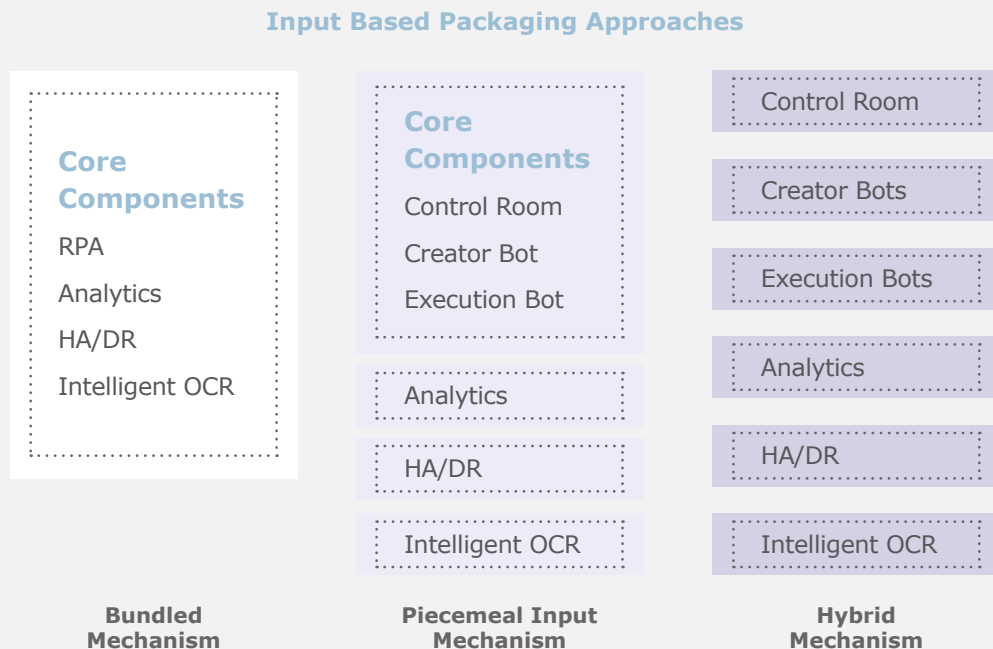 Input Based Packaging Approaches
Core
Components
RPA
Analytics
HA/DR
Intelligent OCR
Bundled
Mechanism
Core
Components
Control Room
Creator Bot
Execution Bot
Analytics
HA/DR
Intelligent OCR
Piecemeal Input
Mechanism
Control Room
Creator Bots
Execution Bots
Analytics
HA/DR
Intelligent OCR
Hybrid
Mechanism